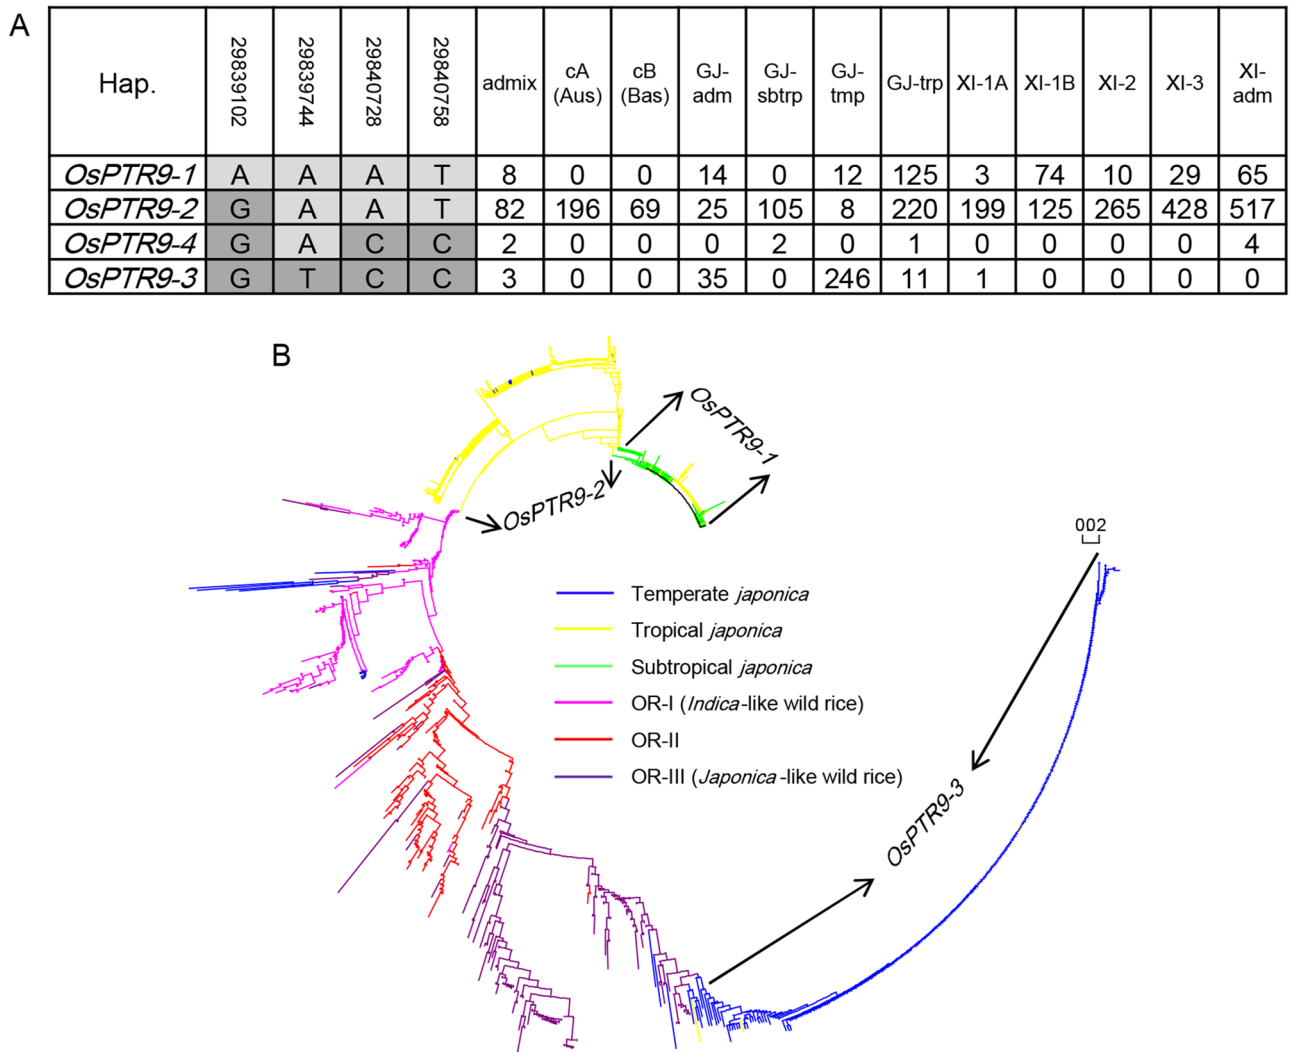 A
Hap. 29839102 29839744 29840728 29840758 admix cA (Aus) cB (Bas) GJ-adm GJ-sbtrp GJ-tmp GJ-trp XI-1A XI-1B XI-2 XI-3 XI-adm
OsPTR9-1 A A A T 8 0 0 14 0 12 125 3 74 10 29 65
OsPTR9-2 G A A T 82 196 69 25 105 8 220 199 125 265 428 517
OsPTR9-4 G A C C 2 0 0 0 2 0 1 0 0 0 0 4
OsPTR9-3 G T C C 3 0 0 35 0 246 11 1 0 0 0 0
B
OsPTR9-1
OsPTR9-2
002
Temperate japonica
Tropical japonica
Subtropical japonica
OR-I (Indica-like wild rice)
OR-II
OR-III (Japonica-like wild rice)
OsPTR9-3